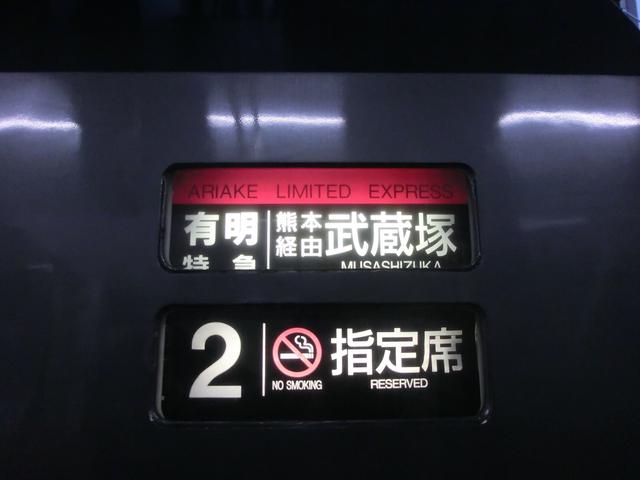 ARIAKE LIMITED EXPRESS
有明 熊本経由 武蔵塚
特急 MUSASHIZUKA
2 指定席
NO SMOKING RESERVED